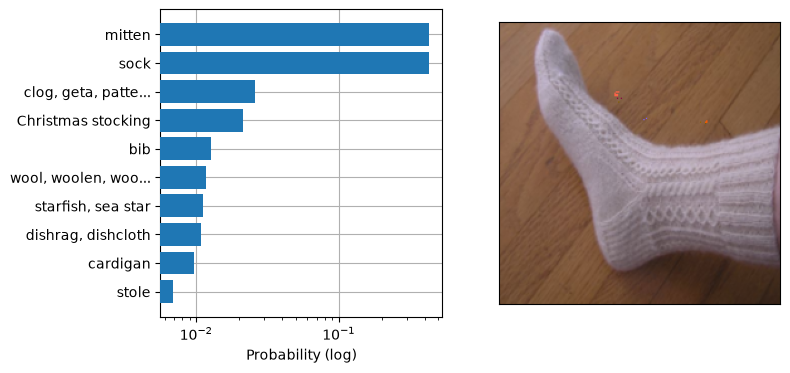 mitten
sock
clog, geta, patte...
Christmas stocking
bib
wool, woolen, woo...
starfish, sea star
dishrag, dishcloth
cardigan
stole
10⁻² 10⁻¹
Probability (log)